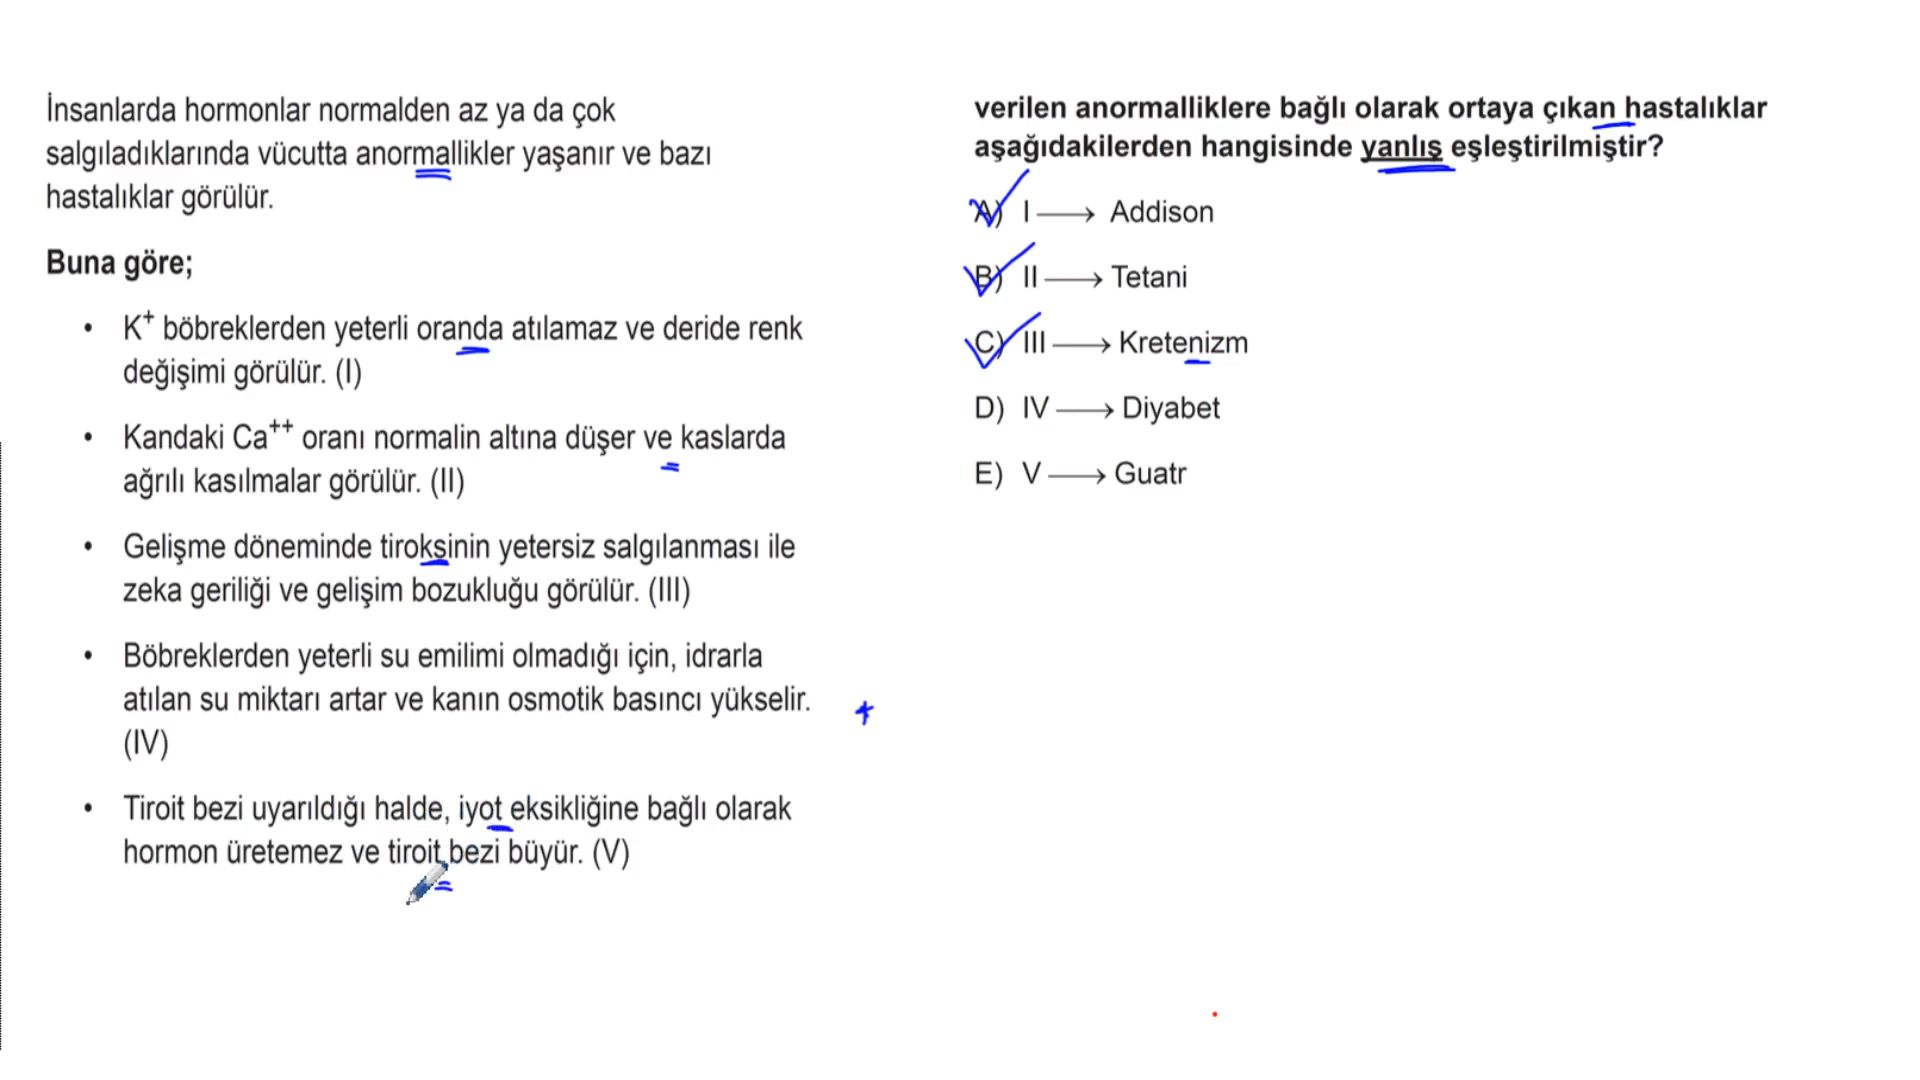 İnsanlarda hormonlar normalden az ya da çok
salgıladıklarında vücutta anormallikler yaşanır ve bazı
hastalıklar görülür.
Buna göre;
• K⁺ böbreklerden yeterli oranda atılamaz ve deride renk
değişimi görülür. (I)
• Kandaki Ca⁺⁺ oranı normalin altına düşer ve kaslarda
ağrılı kasılmalar görülür. (II)
• Gelişme döneminde tiroksinin yetersiz salgılanması ile
zeka geriliği ve gelişim bozukluğu görülür. (III)
• Böbreklerden yeterli su emilimi olmadığı için, idrarla
atılan su miktarı artar ve kanın osmotik basıncı yükselir.
(IV)
• Tiroit bezi uyarıldığı halde, iyot eksikliğine bağlı olarak
hormon üretemez ve tiroit bezi büyür. (V)
verilen anormalliklere bağlı olarak ortaya çıkan hastalıklar
aşağıdakilerden hangisinde yanlış eşleştirilmiştir?
A) I → Addison
B) II → Tetani
C) III → Kretenizm
D) IV → Diyabet
E) V → Guatr